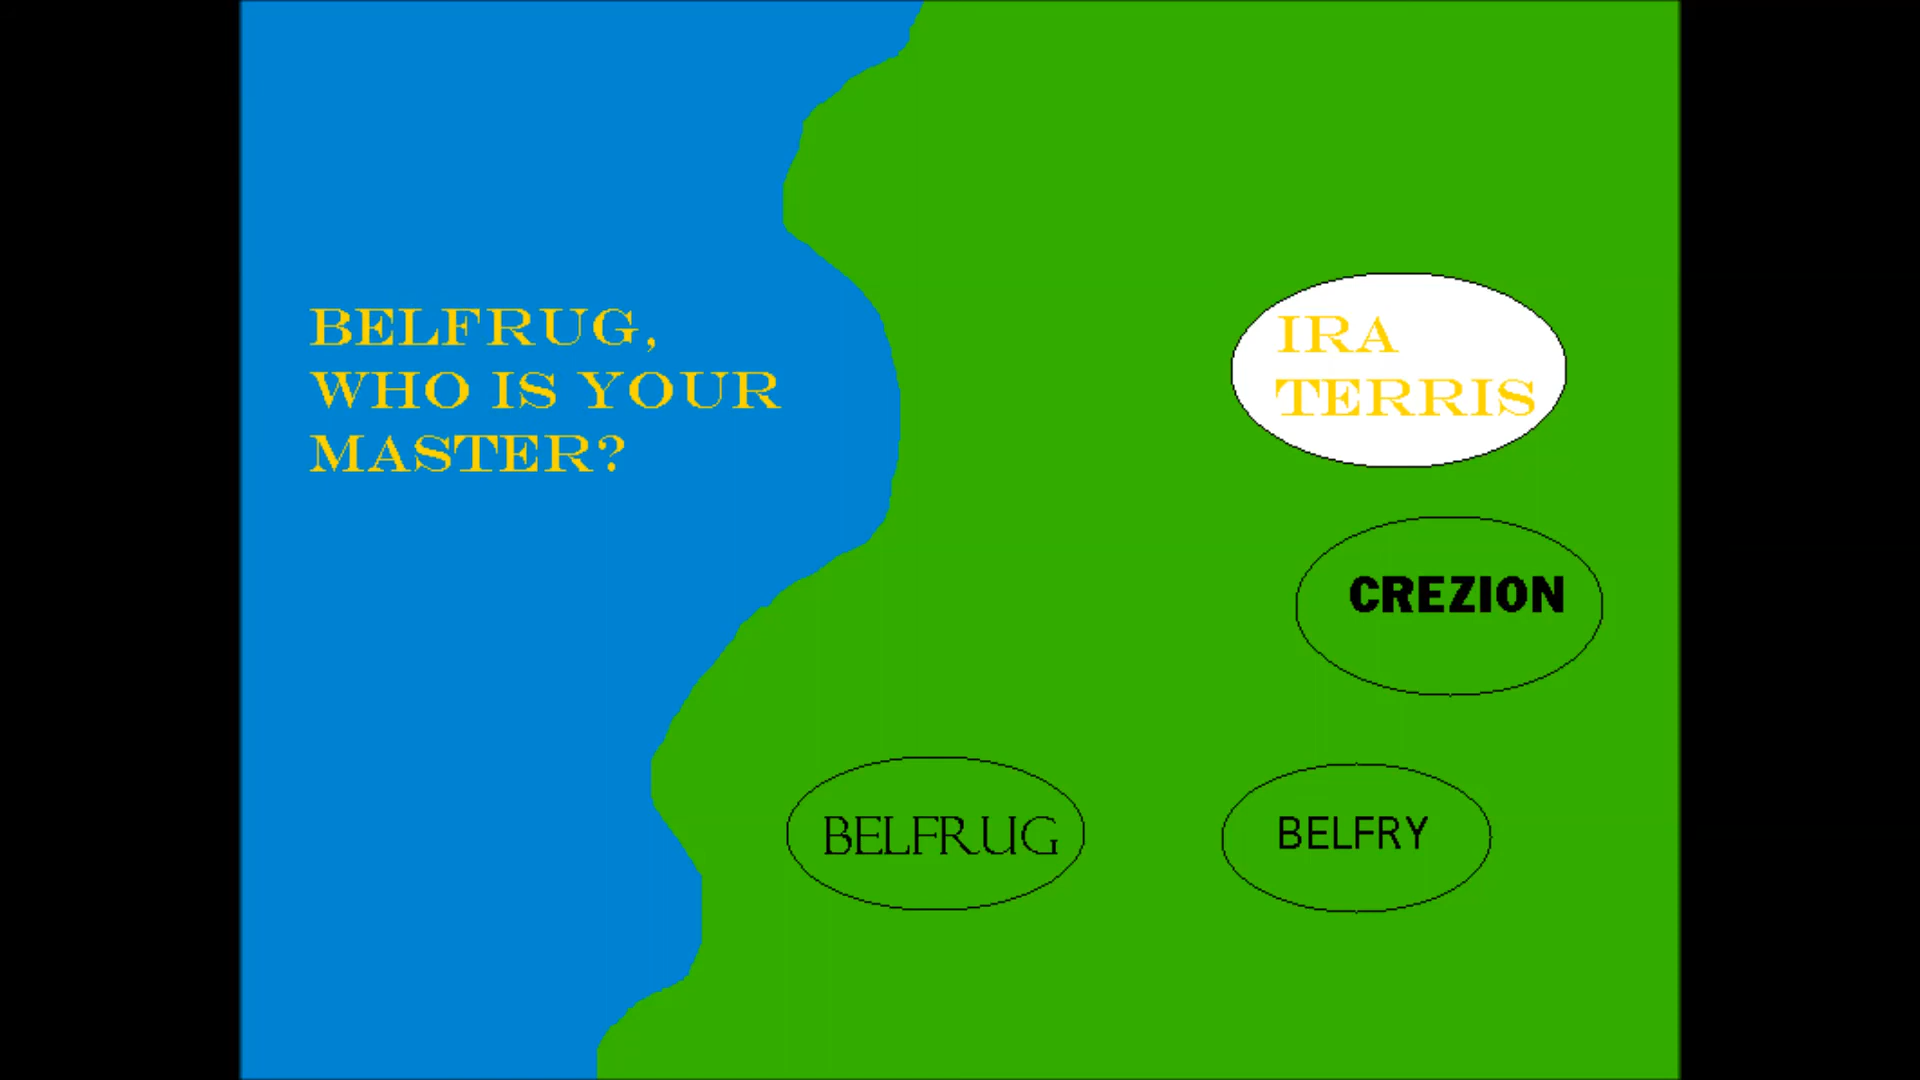 BELFRUG,
WHO IS YOUR
MASTER?
IRA
TERRIS
CREZION
BELFRUG
BELFRY